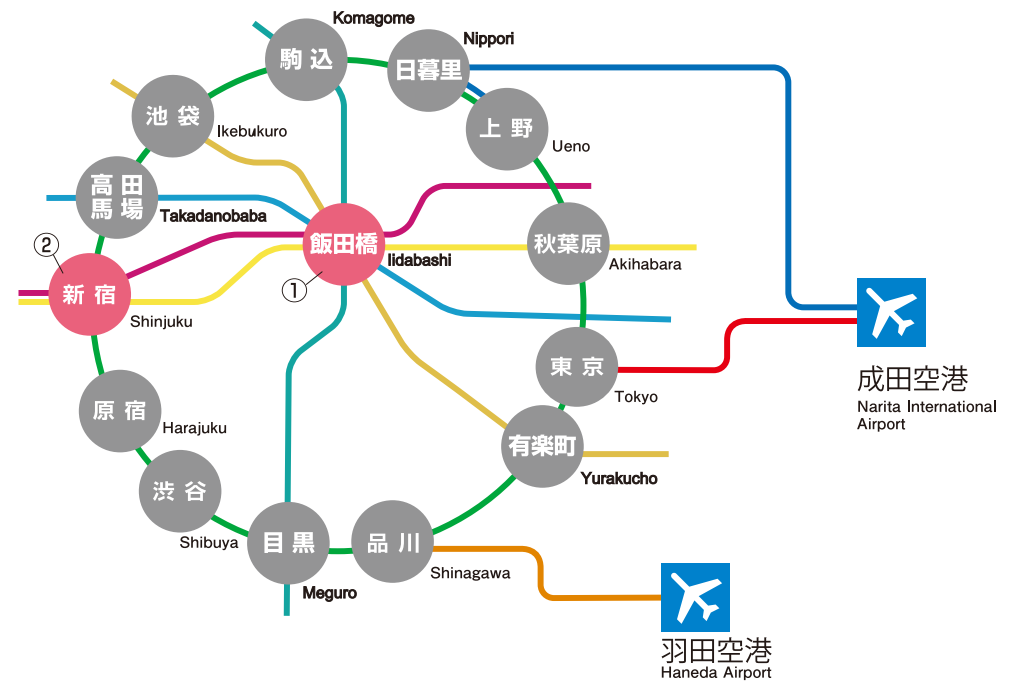 Komagome
駒込
Nippori
日暮里
池袋
Ikebukuro
上野
Ueno
高田
馬場
Takadanobaba
飯田橋
Iidabashi
①
秋葉原
Akihabara
②
新宿
Shinjuku
東京
Tokyo
成田空港
Narita International
Airport
原宿
Harajuku
有楽町
Yurakucho
渋谷
Shibuya
目黒
Meguro
品川
Shinagawa
羽田空港
Haneda Airport